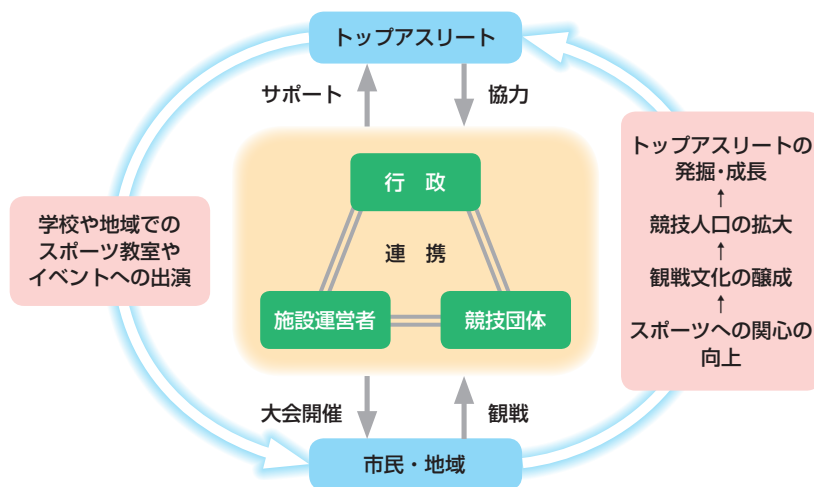 トップアスリート
サポート
協力
行　政
連　携
施設運営者
競技団体
大会開催
観戦
市民・地域
学校や地域での
スポーツ教室や
イベントへの出演
トップアスリートの
発掘・成長
↑
競技人口の拡大
↑
観戦文化の醸成
↑
スポーツへの関心の
向上